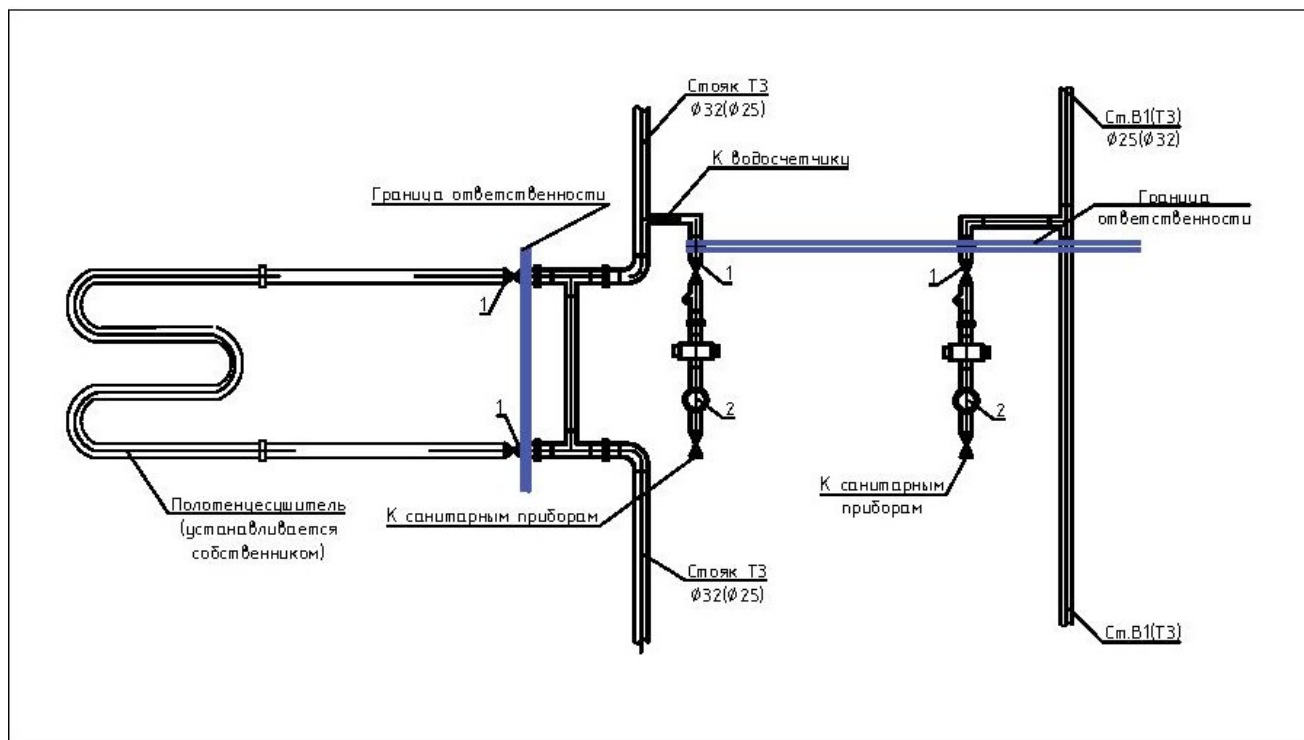 Стояк Т3
Ø32(Ø25)
К водосчетчику
Граница ответственности
Ст.В1(Т3)
Ø25(Ø32)
Граница
ответственности
1
1
1
1
2
2
Полотенцесушитель
(устанавливается
собственником)
К санитарным приборам
К санитарным
приборам
Стояк Т3
Ø32(Ø25)
Ст.В1(Т3)